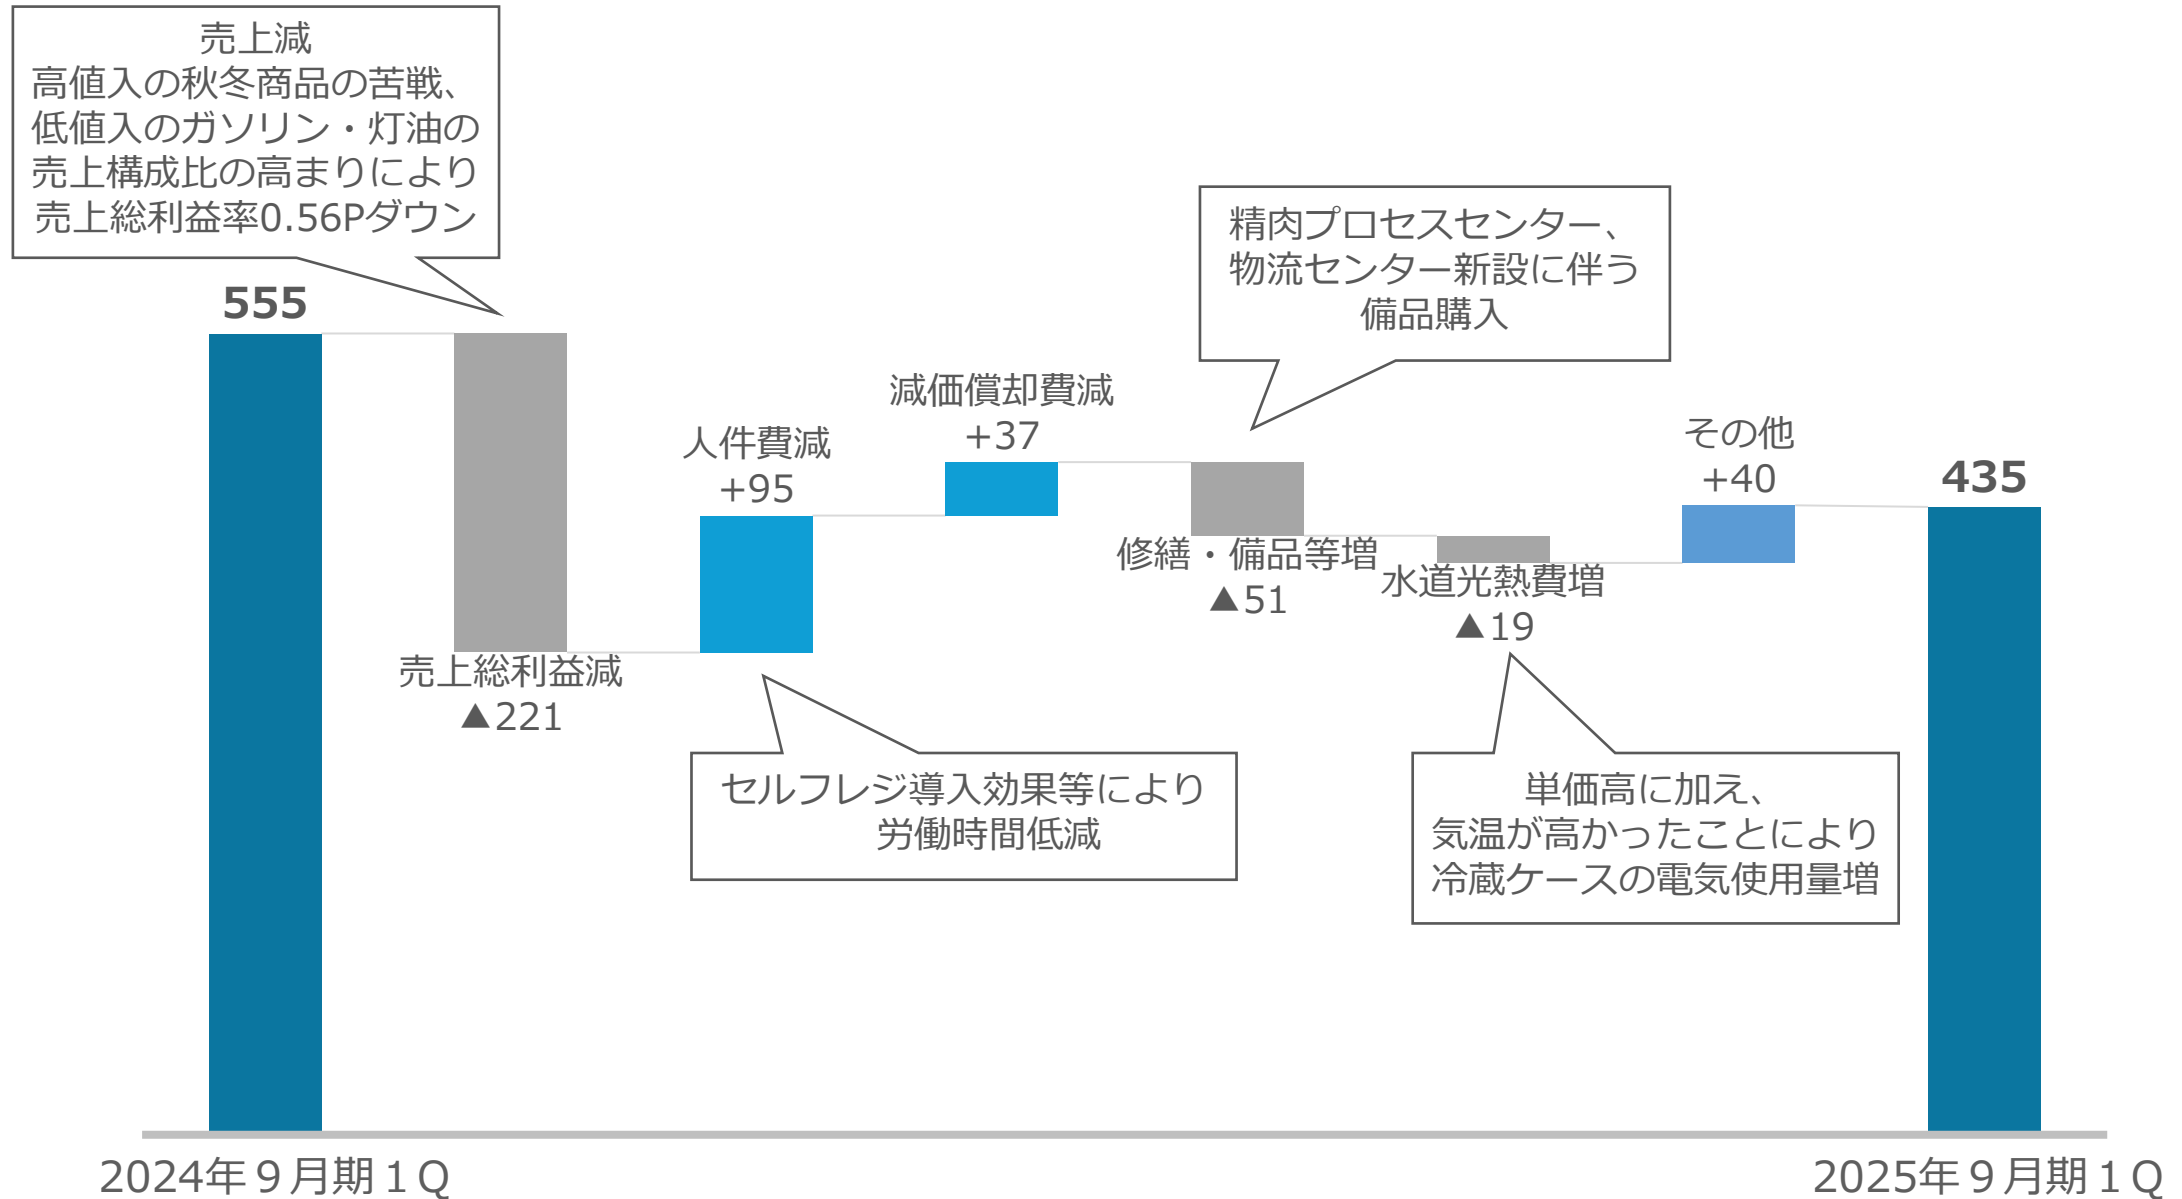 売上減
高値入の秋冬商品の苦戦、
低値入のガソリン・灯油の
売上構成比の高まりにより
売上総利益率0.56Pダウン
555
売上総利益減
▲221
人件費減
+95
セルフレジ導入効果等により
労働時間低減
減価償却費減
+37
精肉プロセスセンター、
物流センター新設に伴う
備品購入
修繕・備品等増
▲51
水道光熱費増
▲19
単価高に加え、
気温が高かったことにより
冷蔵ケースの電気使用量増
その他
+40
435
2024年９月期１Q
2025年９月期１Q